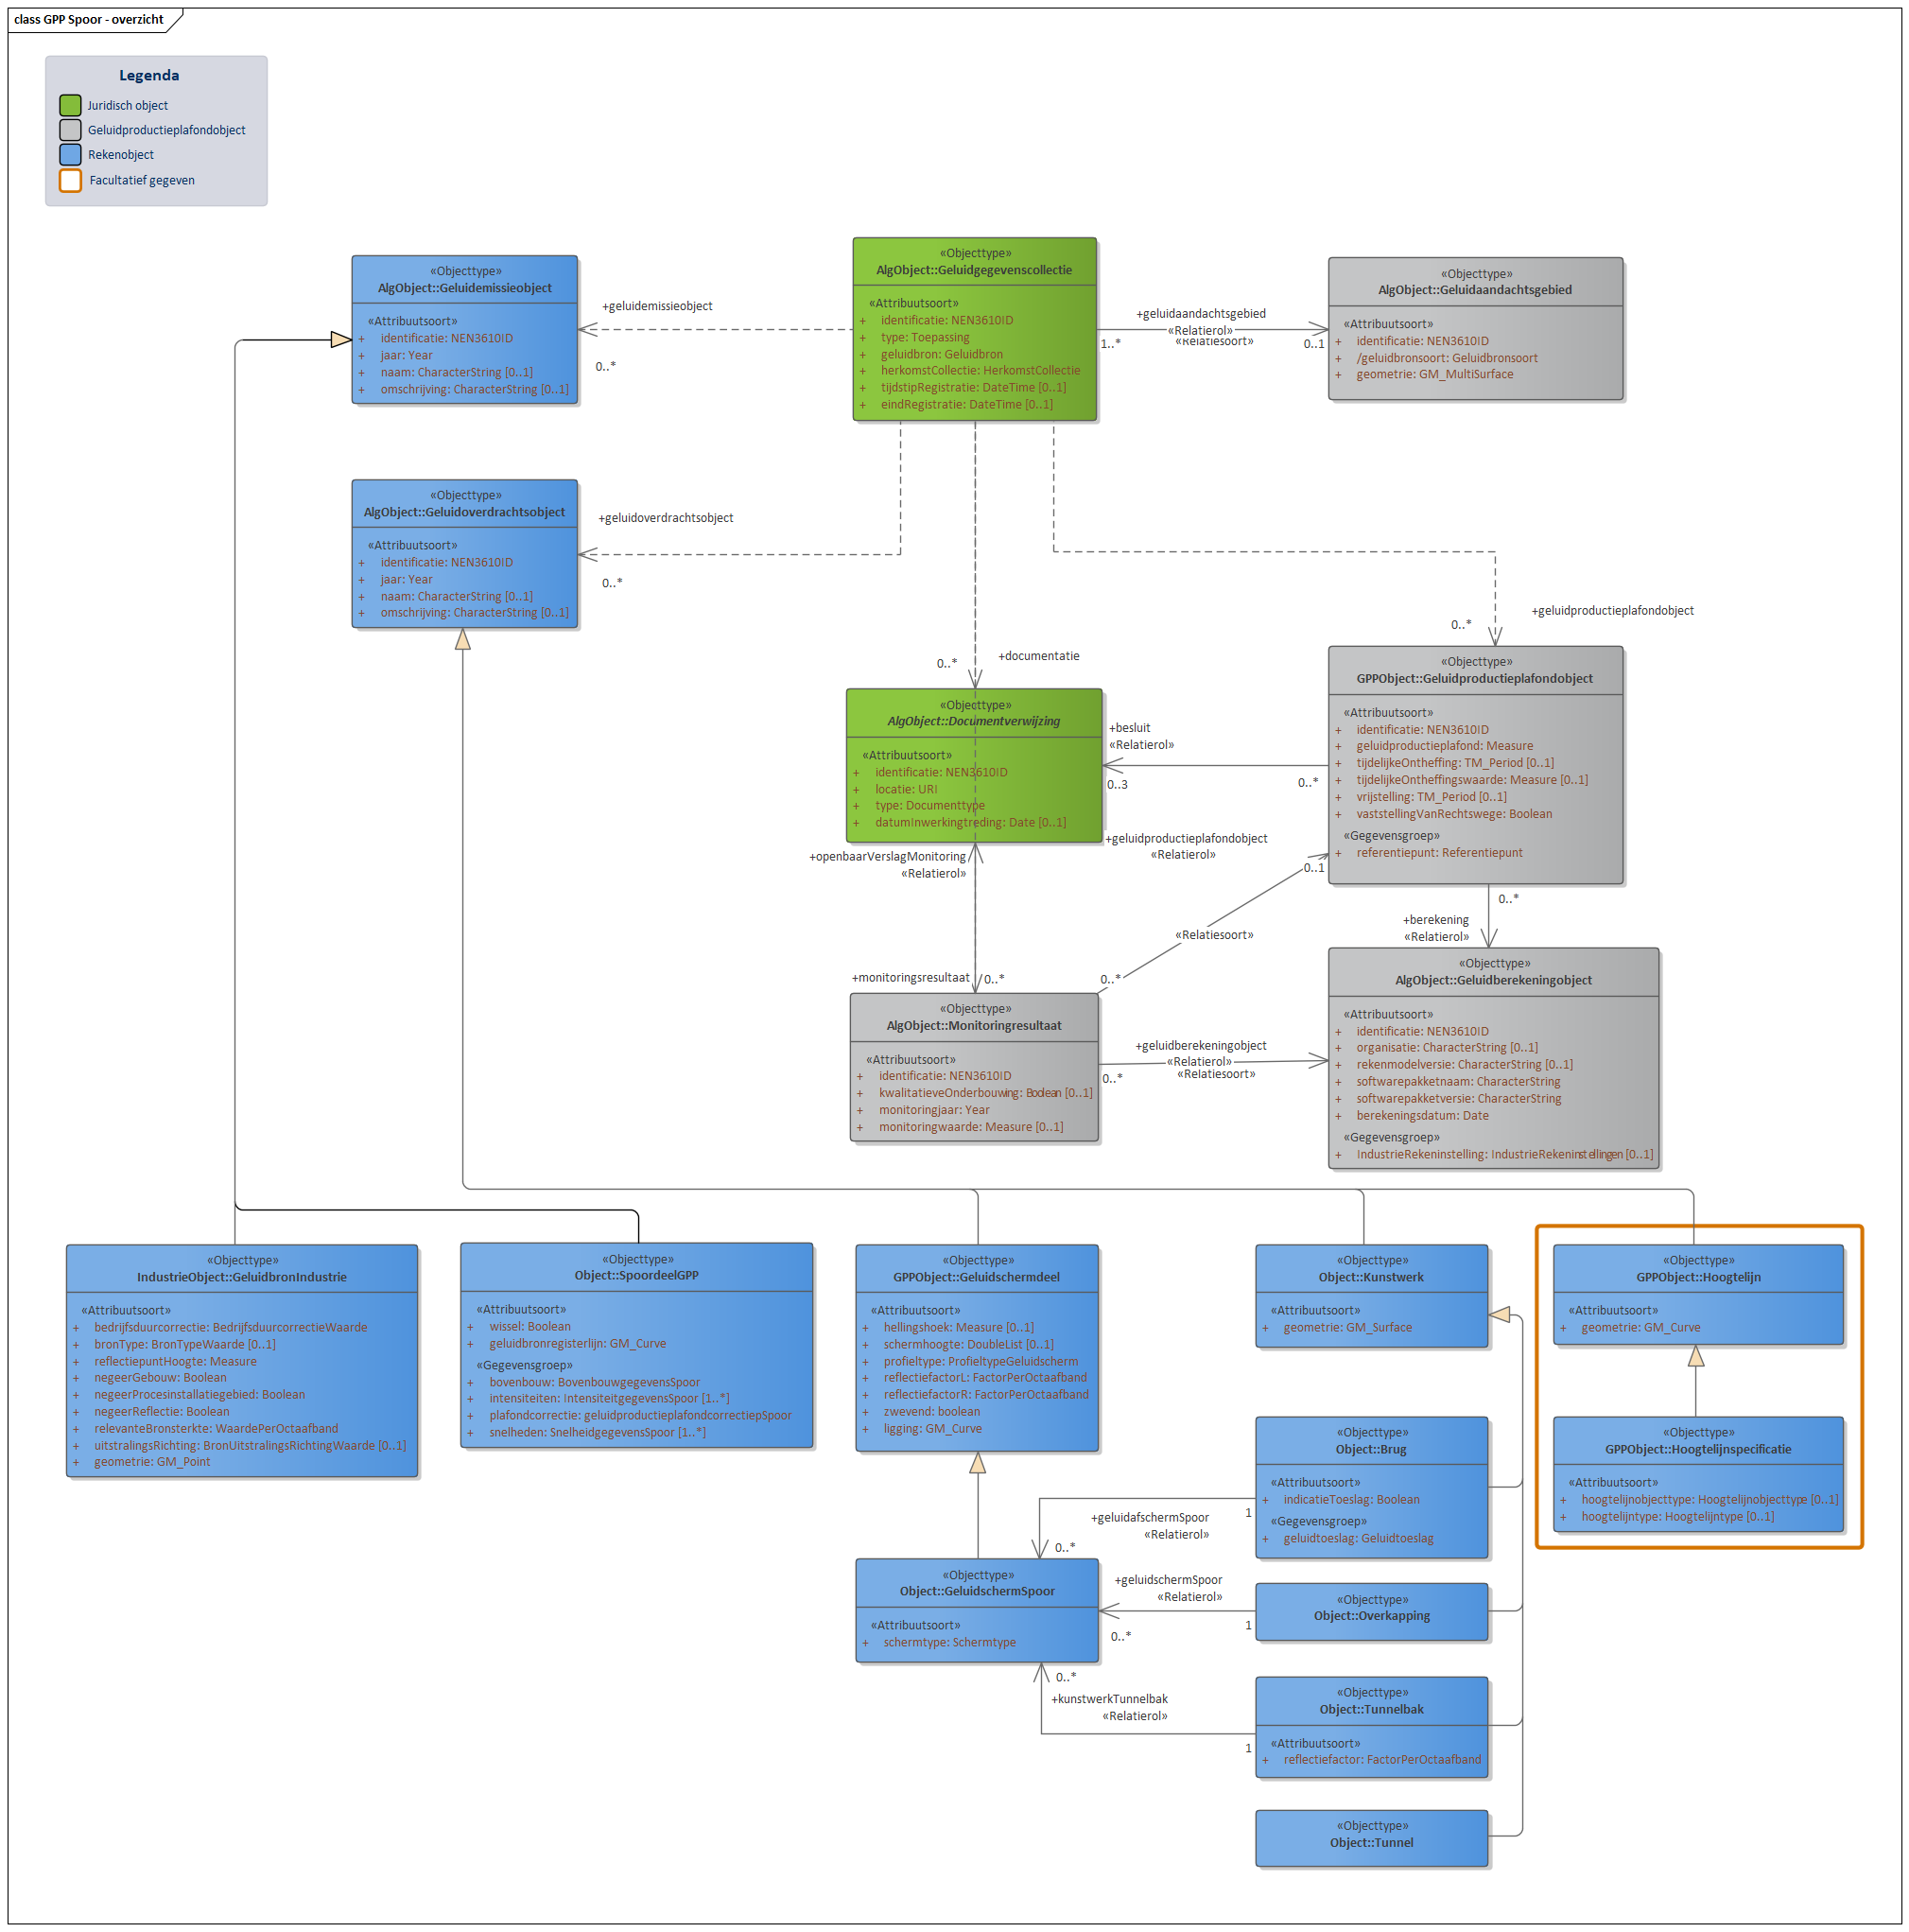 class GPP Spoor - overzicht
Legenda
Juridisch object
Geluidproductieplafondobject
Rekenobject
Facultatief gegeven
«Objecttype»
AlgObject::Geluidemissieobject
«Attribuutsoort»
+ identificatie: NEN3610ID
+ jaar: Year
+ naam: CharacterString [0..1]
+ omschrijving: CharacterString [0..1]
+geluidemissieobject
0..*
«Objecttype»
AlgObject::Geluidgegevenscollectie
«Attribuutsoort»
+ identificatie: NEN3610ID
+ type: Toepassing
+ geluidbron: Geluidbron
+ herkomstCollectie: HerkomstCollectie
+ tijdstipRegistratie: DateTime [0..1]
+ eindRegistratie: DateTime [0..1]
+geluidaandachtsgebied
«Relatierol»
«Relatiesoort»
1..*
0..1
«Objecttype»
AlgObject::Geluidaandachtsgebied
«Attribuutsoort»
+ identificatie: NEN3610ID
+ /geluidbronsoort: Geluidbronsoort
+ geometrie: GM_MultiSurface
«Objecttype»
AlgObject::Geluidoverdrachtsobject
«Attribuutsoort»
+ identificatie: NEN3610ID
+ jaar: Year
+ naam: CharacterString [0..1]
+ omschrijving: CharacterString [0..1]
+geluidoverdrachtsobject
0..*
+geluidproductieplafondobject
0..*
0..*
+documentatie
«Objecttype»
AlgObject::Documentverwijzing
«Attribuutsoort»
+ identificatie: NEN3610ID
+ locatie: URI
+ type: Documenttype
+ datumInwerkingtreding: Date [0..1]
+besluit
«Relatierol»
0..3
0..*
«Objecttype»
GPPObject::Geluidproductieplafondobject
«Attribuutsoort»
+ identificatie: NEN3610ID
+ geluidproductieplafond: Measure
+ tijdelijkeOntheffing: TM_Period [0..1]
+ tijdelijkeOntheffingswaarde: Measure [0..1]
+ vrijstelling: TM_Period [0..1]
+ vaststellingVanRechtswege: Boolean
«Gegevensgroep»
+ referentiepunt: Referentiepunt
+geluidproductieplafondobject
«Relatierol»
0..1
+openbaarVerslagMonitoring
«Relatierol»
«Relatiesoort»
0..*
+berekening
«Relatierol»
+monitoringsresultaat
0..*
0..*
«Objecttype»
AlgObject::Monitoringresultaat
«Attribuutsoort»
+ identificatie: NEN3610ID
+ kwalitatieveOnderbouwing: Boolean [0..1]
+ monitoringjaar: Year
+ monitoringwaarde: Measure [0..1]
+geluidberekeningobject
«Relatierol»
«Relatiesoort»
0..*
«Objecttype»
AlgObject::Geluidberekeningobject
«Attribuutsoort»
+ identificatie: NEN3610ID
+ organisatie: CharacterString [0..1]
+ rekenmodelversie: CharacterString [0..1]
+ softwarepakketnaam: CharacterString
+ softwarepakketversie: CharacterString
+ berekeningsdatum: Date
«Gegevensgroep»
+ IndustrieRekeninstelling: IndustrieRekeninstellingen [0..1]
«Objecttype»
IndustrieObject::GeluidbronIndustrie
«Attribuutsoort»
+ bedrijfsduurcorrectie: BedrijfsduurcorrectieWaarde
+ bronType: BronTypeWaarde [0..1]
+ reflectiepuntHoogte: Measure
+ negeerGebouw: Boolean
+ negeerProcesinstallatiegebied: Boolean
+ negeerReflectie: Boolean
+ relevanteBronsterkte: WaardePerOctaafband
+ uitstralingsRichting: BronUitstralingsRichtingWaarde [0..1]
+ geometrie: GM_Point
«Objecttype»
Object::SpoordeelGPP
«Attribuutsoort»
+ wissel: Boolean
+ geluidbronregisterlijn: GM_Curve
«Gegevensgroep»
+ bovenbouw: BovenbouwgegevensSpoor
+ intensiteiten: IntensiteitgegevensSpoor [1..*]
+ plafondcorrectie: geluidproductieplafondcorrectiepSpoor
+ snelheden: SnelheidgegevensSpoor [1..*]
«Objecttype»
GPPObject::Geluidschermdeel
«Attribuutsoort»
+ hellingshoek: Measure [0..1]
+ schermhoogte: DoubleList [0..1]
+ profieltype: ProfieltypeGeluidscherm
+ reflectiefactorL: FactorPerOctaafband
+ reflectiefactorR: FactorPerOctaafband
+ zwevend: boolean
+ ligging: GM_Curve
«Objecttype»
Object::Kunstwerk
«Attribuutsoort»
+ geometrie: GM_Surface
«Objecttype»
GPPObject::Hoogtelijn
«Attribuutsoort»
+ geometrie: GM_Curve
«Objecttype»
Object::Brug
«Attribuutsoort»
+ indicatieToeslag: Boolean
«Gegevensgroep»
+ geluidtoeslag: Geluidtoeslag
«Objecttype»
GPPObject::Hoogtelijnspecificatie
«Attribuutsoort»
+ hoogtelijnobjecttype: Hoogtelijnobjecttype [0..1]
+ hoogtelijntype: Hoogtelijntype [0..1]
+geluidafschermSpoor
«Relatierol»
1
0..*
«Objecttype»
Object::GeluidschermSpoor
«Attribuutsoort»
+ schermtype: Schermtype
+geluidschermSpoor
«Relatierol»
1
0..*
«Objecttype»
Object::Overkapping
0..*
+kunstwerkTunnelbak
«Relatierol»
1
«Objecttype»
Object::Tunnelbak
«Attribuutsoort»
+ reflectiefactor: FactorPerOctaafband
«Objecttype»
Object::Tunnel